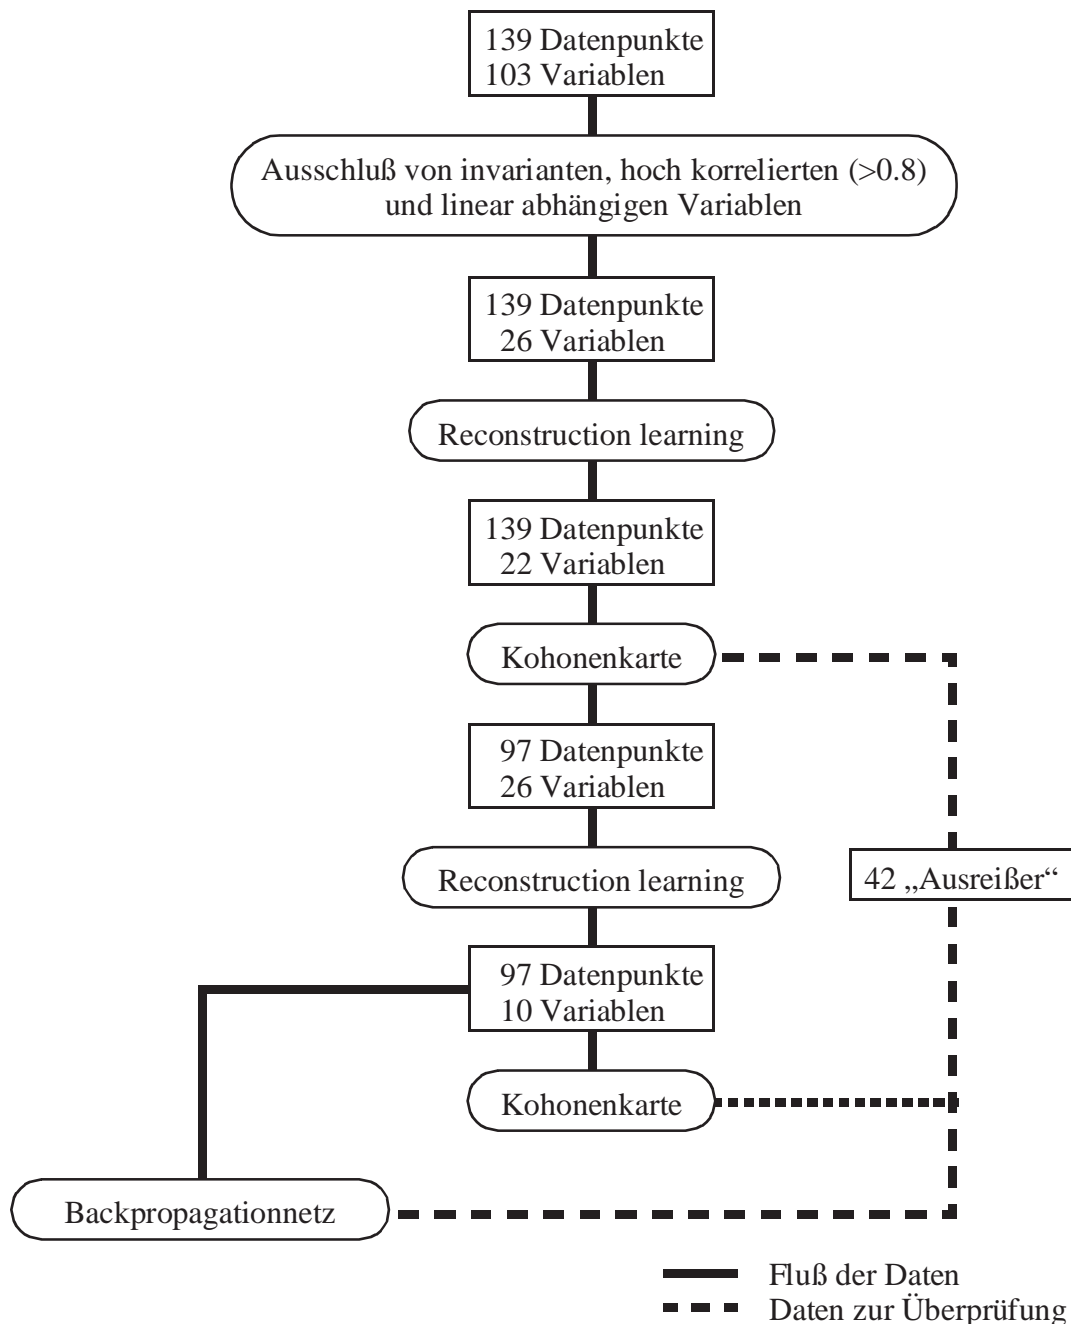 139 Datenpunkte
103 Variablen
Ausschluß von invarianten, hoch korrelierten (>0.8)
und linear abhängigen Variablen
139 Datenpunkte
26 Variablen
Reconstruction learning
139 Datenpunkte
22 Variablen
Kohonenkarte
97 Datenpunkte
26 Variablen
Reconstruction learning
42 „Ausreißer“
97 Datenpunkte
10 Variablen
Kohonenkarte
Backpropagationnetz
Fluß der Daten
Daten zur Überprüfung